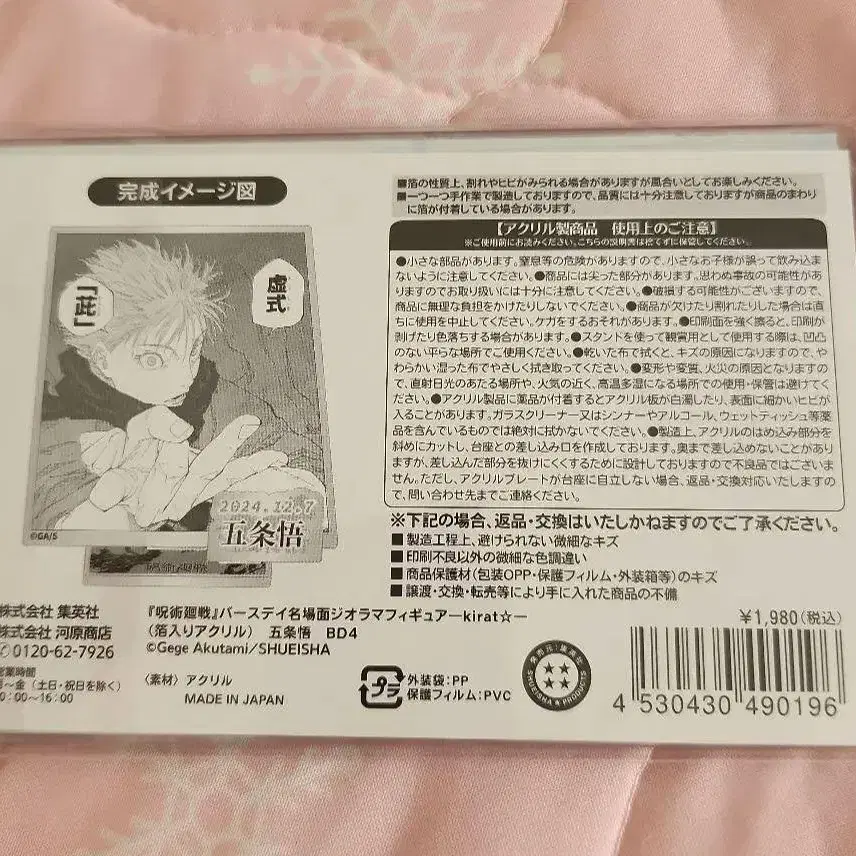 完成イメージ図
虚式
「茈」
2024.12.7
五条悟
©GA/S
■箔の性質上、割れやヒビがみられる場合がありますが風合いとしてお楽しみください。
■一つ一つ手作業で製造しておりますので、品質には十分注意しておりますが商品のまわり
に箔が付着している場合があります。
【アクリル製商品 使用上のご注意】
※ご使用前にお読みください。こちらの説明書は捨てずに保管してください。
●小さな部品があります。窒息等の危険がありますので、小さなお子様が誤って飲み込ま
ないように注意してください。●商品には尖った部分があります。思わぬ事故の可能性があ
りますのでお取り扱いには十分に注意してください。●破損する可能性がございますので、
商品に無理な負担をかけたりしないでください。●商品が欠けたり割れたりした場合は直
ちに使用を中止してください。ケガをするおそれがあります。●印刷面を強く擦ると、印刷が
剥げたり色落ちする場合があります。●スタンドを使って観賞用として使用する際は、凹凸
のない平らな場所でご使用ください。●乾いた布で拭くと、キズの原因になりますので、や
わらかい湿った布でやさしく拭き取ってください。●変形や変質、火災の原因となりますの
で、直射日光のあたる場所や、火気の近く、高温多湿になる場所での使用・保管は避けてく
ださい。●アクリル製品に薬品が付着するとアクリル板が白濁したり、表面に細かいヒビが
入ることがあります。ガラスクリーナー又はシンナーやアルコール、ウェットティッシュ等薬
品を含んでいるものでは絶対に拭かないでください。●製造上、アクリルのはめ込み部分を
斜めにカットし、台座との差し込み口を作成しております。奥まで差し込めないことがあり
ますが、差し込んだ部分を抜けにくくするために設計しておりますので不良品ではございま
せん。ただし、アクリルプレートが台座に自立しない場合、返品・交換対応いたしますの
で、問い合わせ先までご連絡ください。
※下記の場合、返品・交換はいたしかねますのでご了承ください。
■製造工程上、避けられない微細なキズ
■印刷不良以外の微細な色調違い
■商品保護材(包装OPP・保護フィルム・外装箱等)のキズ
■譲渡・交換・転売等により手に入れた商品の不備
株式会社 集英社
株式会社 河原商店
0120-62-7926
営業時間
月～金 (土日・祝日を除く)
0:00～16:00
『呪術廻戦』バースデイ名場面ジオラマフィギュアーkirat☆ー
(箔入りアクリル) 五条悟 BD4
©Gege Akutami/SHUEISHA
〈素材〉アクリル
MADE IN JAPAN
プラ
外装袋:PP
保護フィルム:PVC
発売元:集英社
SHUEISHA PRODUCTS
¥1,980(税込)
4 530430 490196